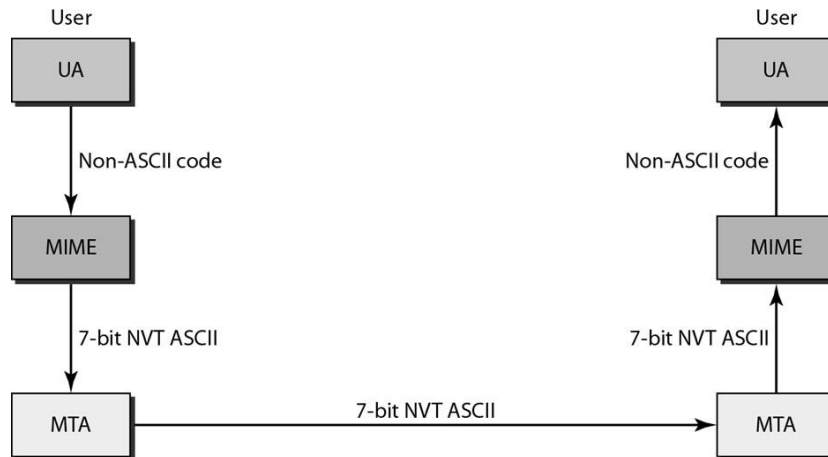 User
User
UA
UA
Non-ASCII code
Non-ASCII code
MIME
MIME
7-bit NVT ASCII
7-bit NVT ASCII
7-bit NVT ASCII
MTA
MTA